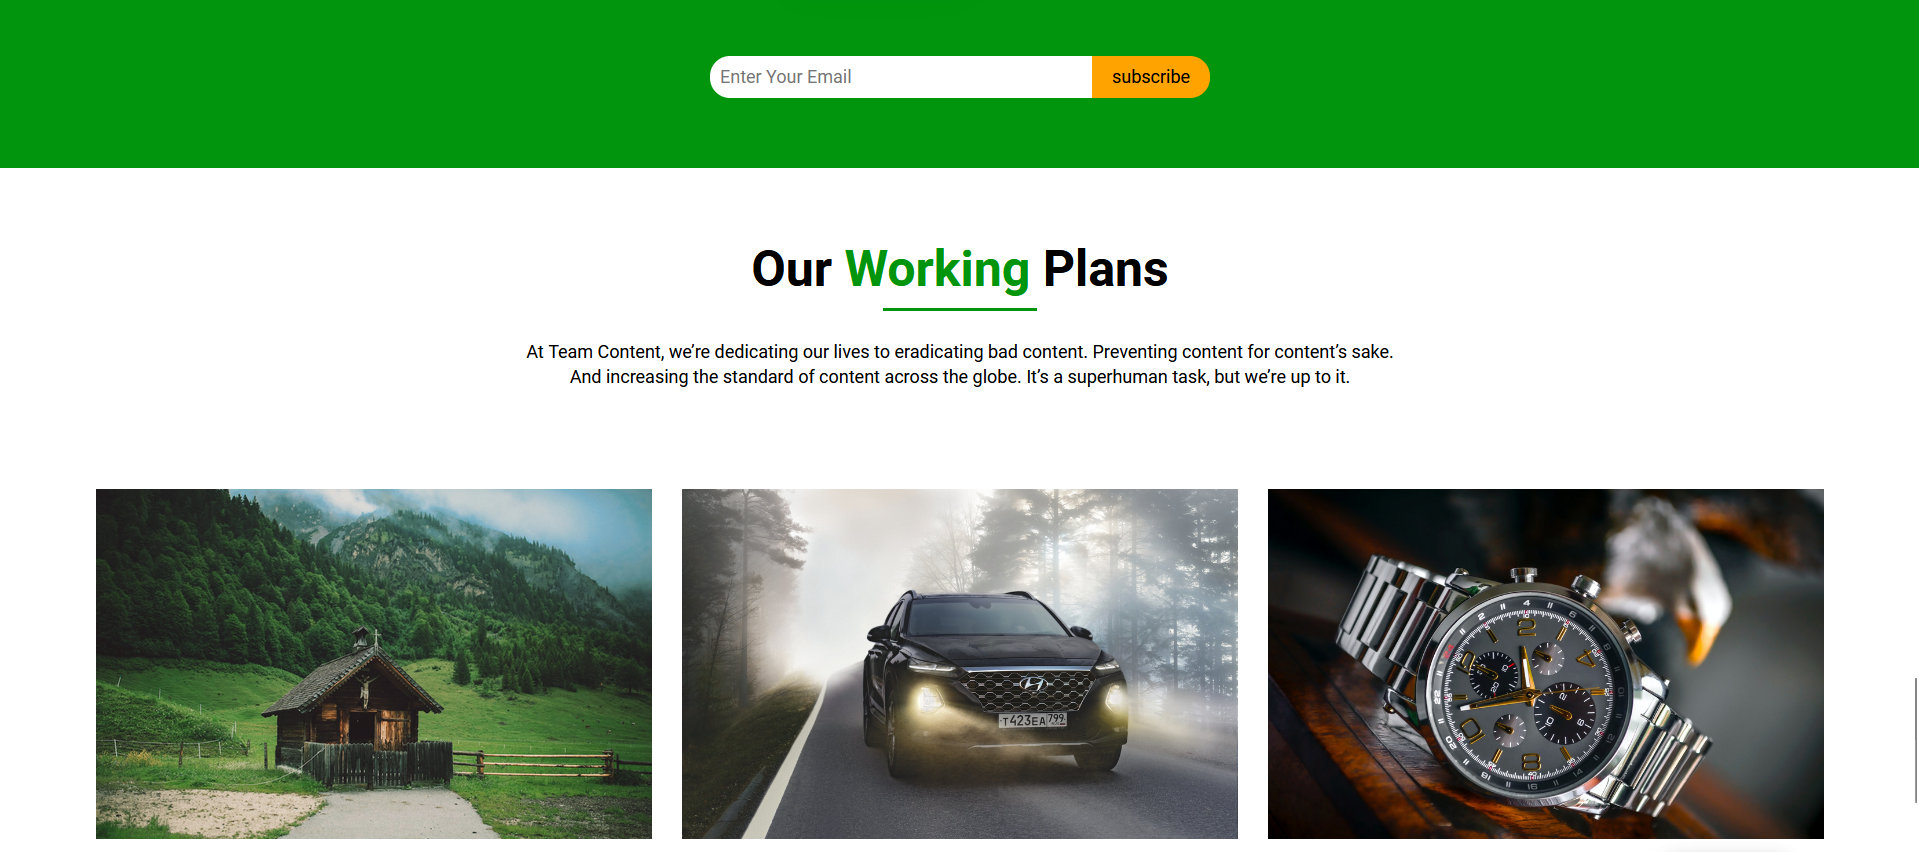 Enter Your Email
subscribe
Our Working Plans
At Team Content, we’re dedicating our lives to eradicating bad content. Preventing content for content’s sake.
And increasing the standard of content across the globe. It’s a superhuman task, but we’re up to it.
Т423ЕА 799